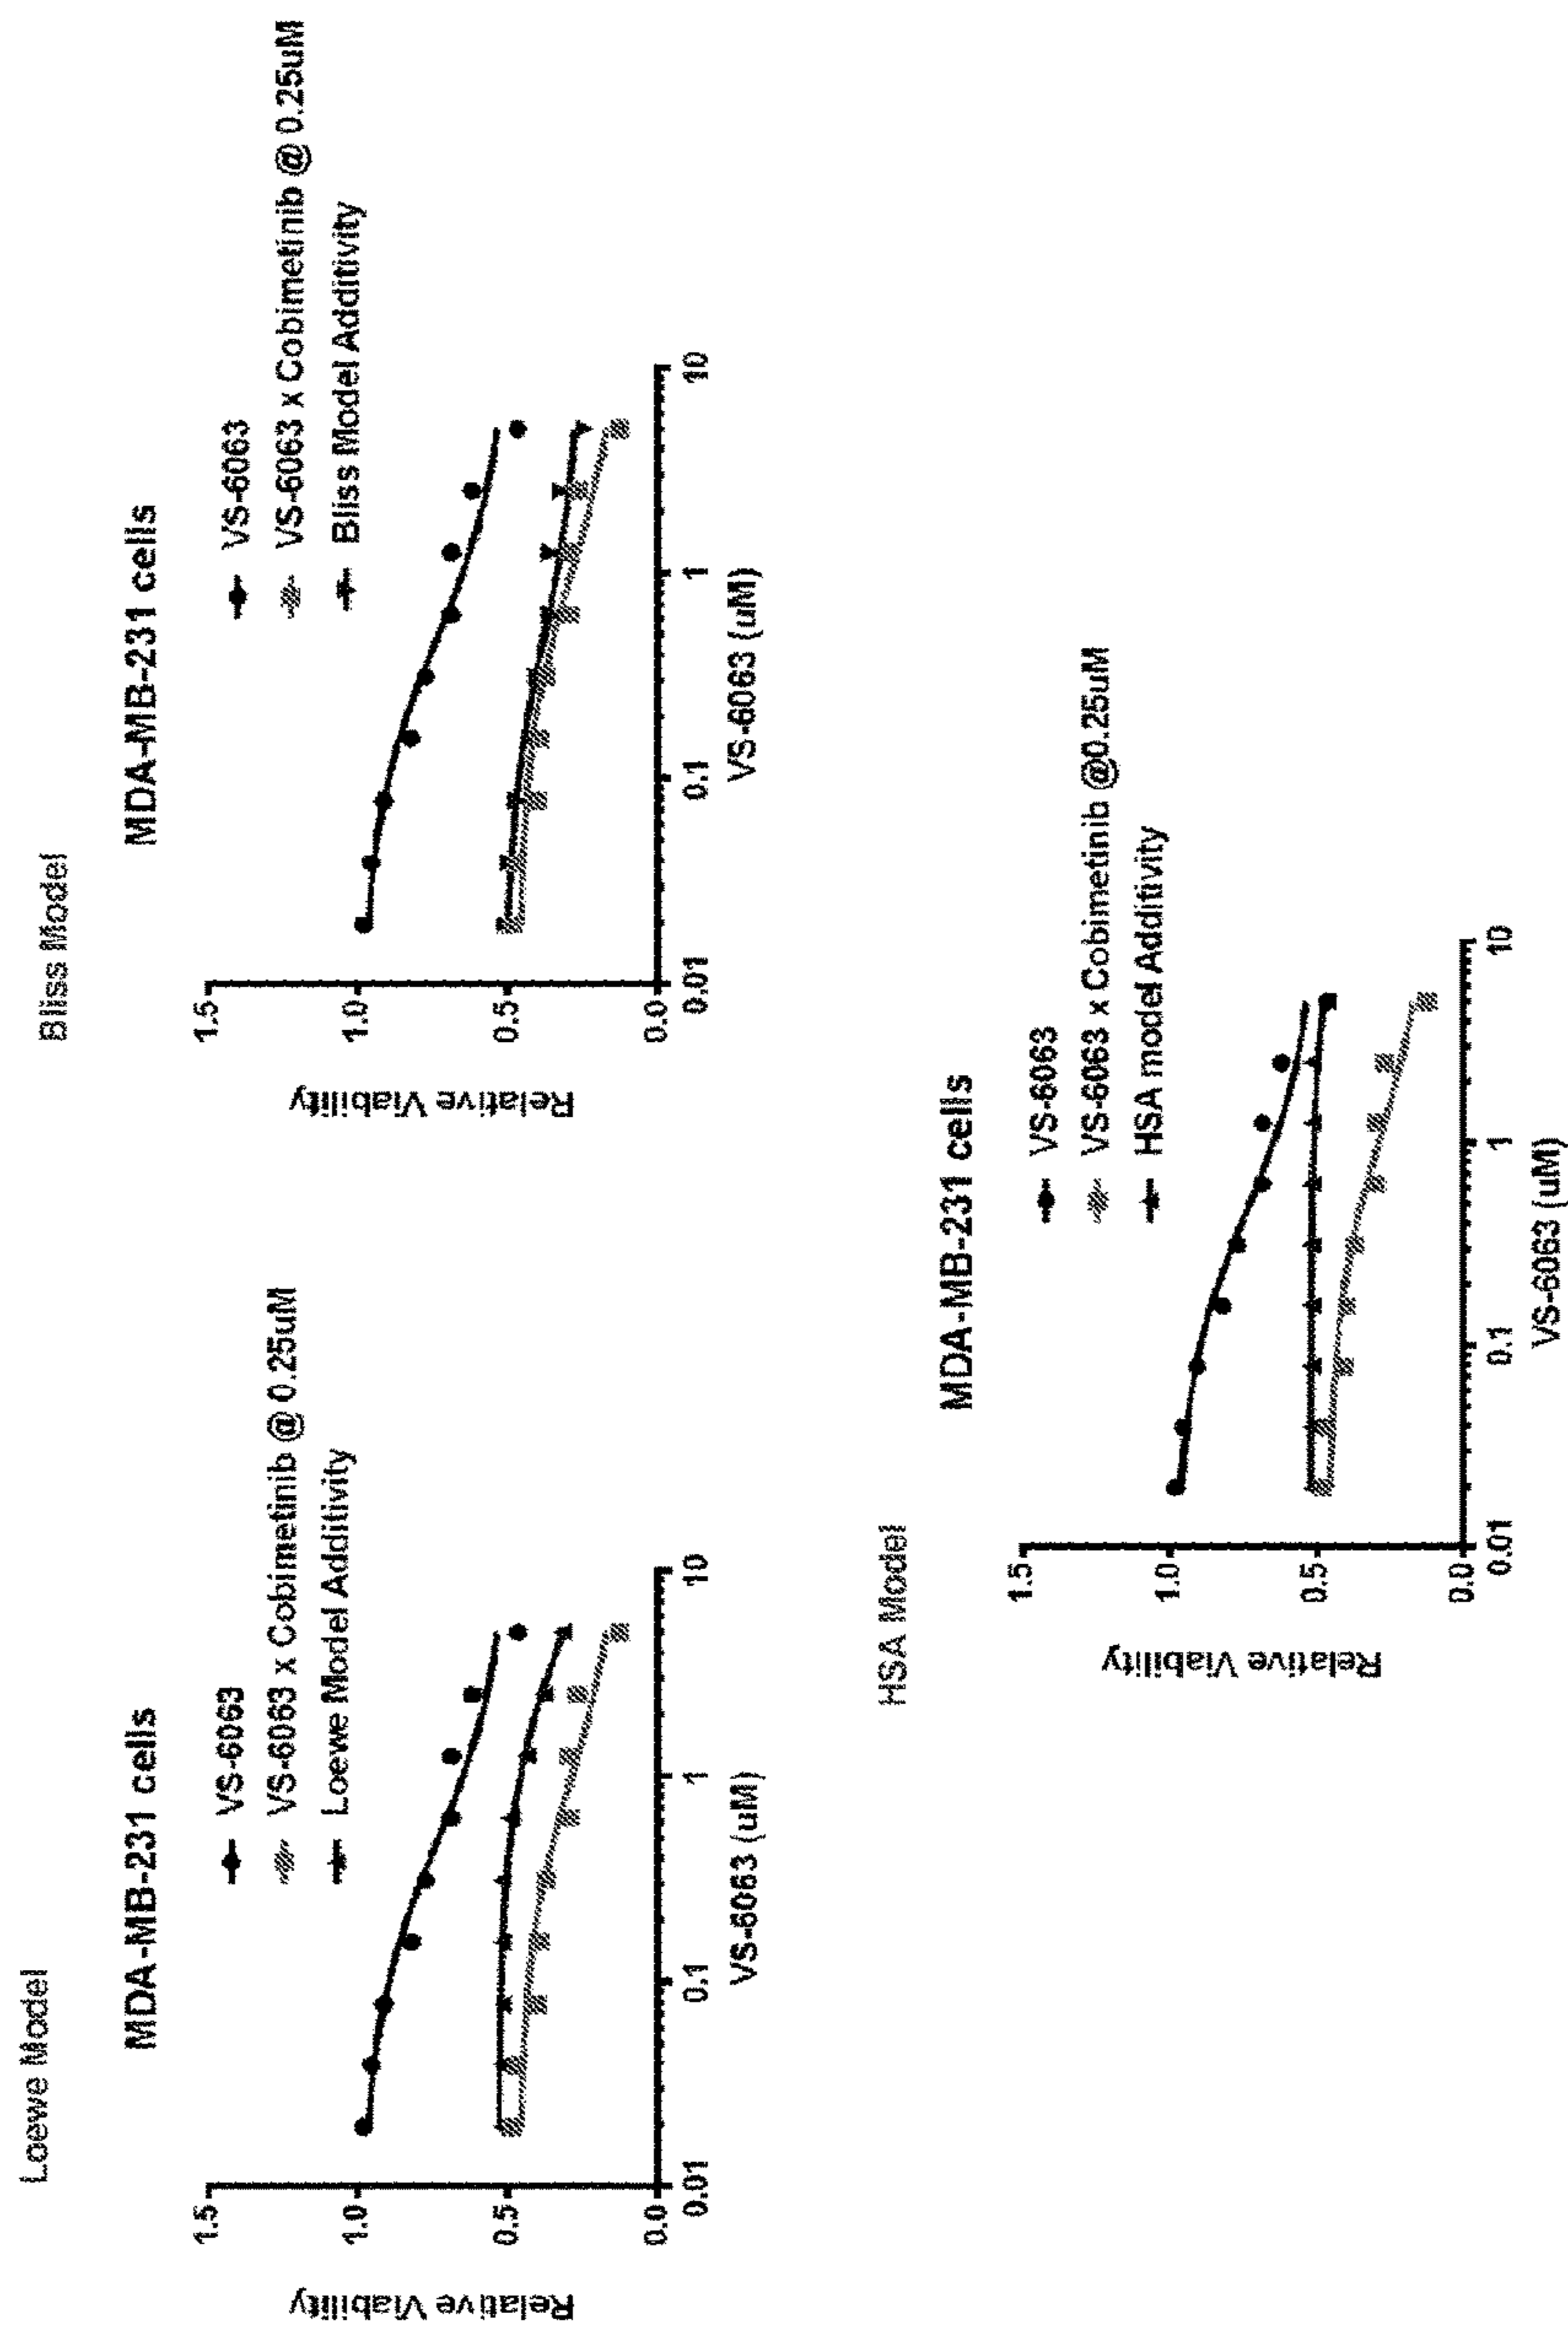 Loewe Model
MDA-MB-231 cells
VS-6063
VS-6063 x Cobimetinib @ 0.25uM
Loewe Model Additivity
Relative Viability
1.5
1.0
0.5
0.0
0.01
0.1
1
10
VS-6063 (uM)
Bliss Model
MDA-MB-231 cells
VS-6063
VS-6063 x Cobimetinib @ 0.25uM
Bliss Model Additivity
Relative Viability
1.5
1.0
0.5
0.0
0.01
0.1
1
10
VS-6063 (uM)
HSA Model
MDA-MB-231 cells
VS-6063
VS-6063 x Cobimetinib @0.25uM
HSA model Additivity
Relative Viability
1.5
1.0
0.5
0.0
0.01
0.1
1
10
VS-6063 (uM)